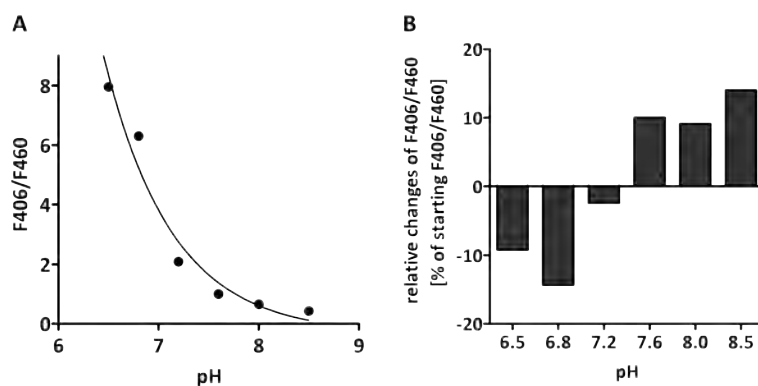 A
F406/F460
8
6
4
2
0
6
7
8
9
pH
B
relative changes of F406/F460
[% of starting F406/F460]
20
10
0
-10
-20
6.5 6.8 7.2 7.6 8.0 8.5
pH